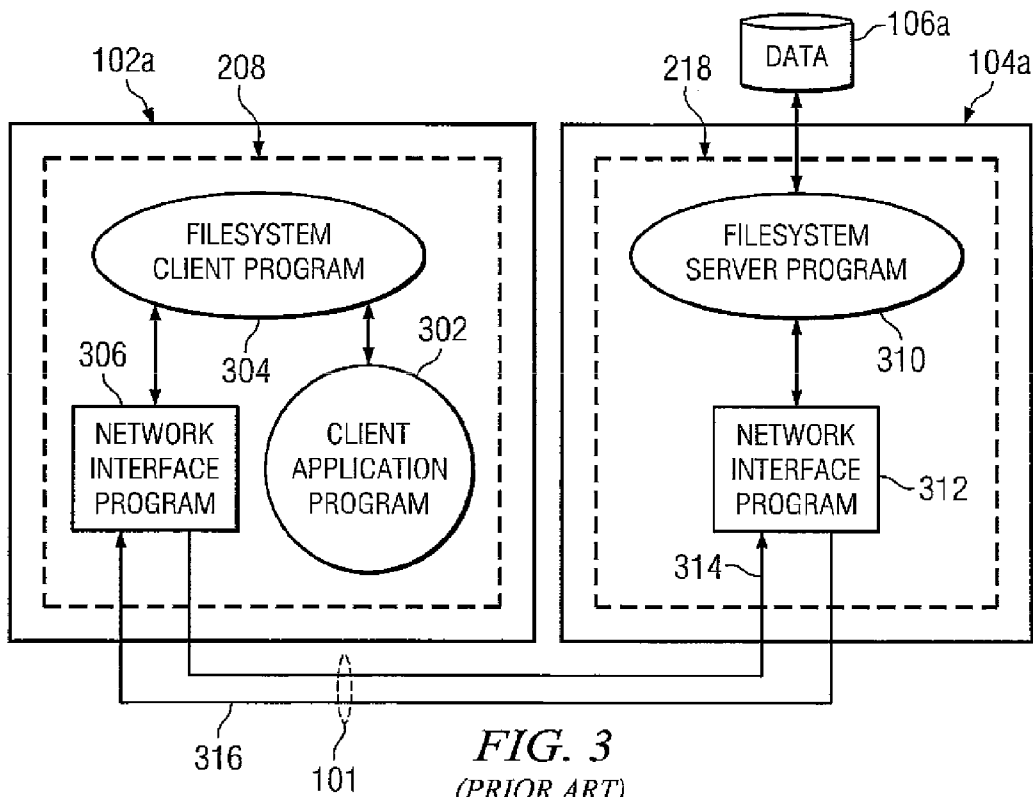 106a
DATA
102a
208
218
104a
FILESYSTEM
CLIENT PROGRAM
FILESYSTEM
SERVER PROGRAM
306
304
302
310
NETWORK
INTERFACE
PROGRAM
CLIENT
APPLICATION
PROGRAM
NETWORK
INTERFACE
PROGRAM
312
314
316
101
FIG. 3
(PRIOR ART)